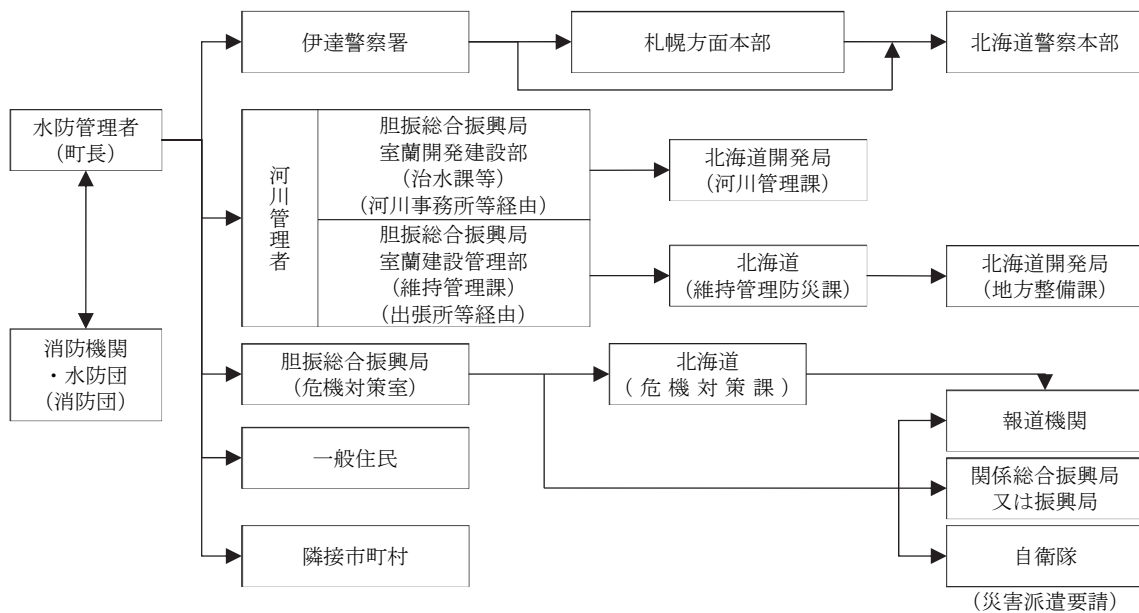 伊達警察署
札幌方面本部
北海道警察本部
水防管理者
（町長）
河川管理者
胆振総合振興局
室蘭開発建設部
（治水課等）
（河川事務所等経由）
北海道開発局
（河川管理課）
胆振総合振興局
室蘭建設管理部
（維持管理課）
（出張所等経由）
北海道
（維持管理防災課）
北海道開発局
（地方整備課）
消防機関
・水防団
（消防団）
胆振総合振興局
（危機対策室）
北海道
（危機対策課）
報道機関
一般住民
関係総合振興局
又は振興局
隣接市町村
自衛隊
（災害派遣要請）